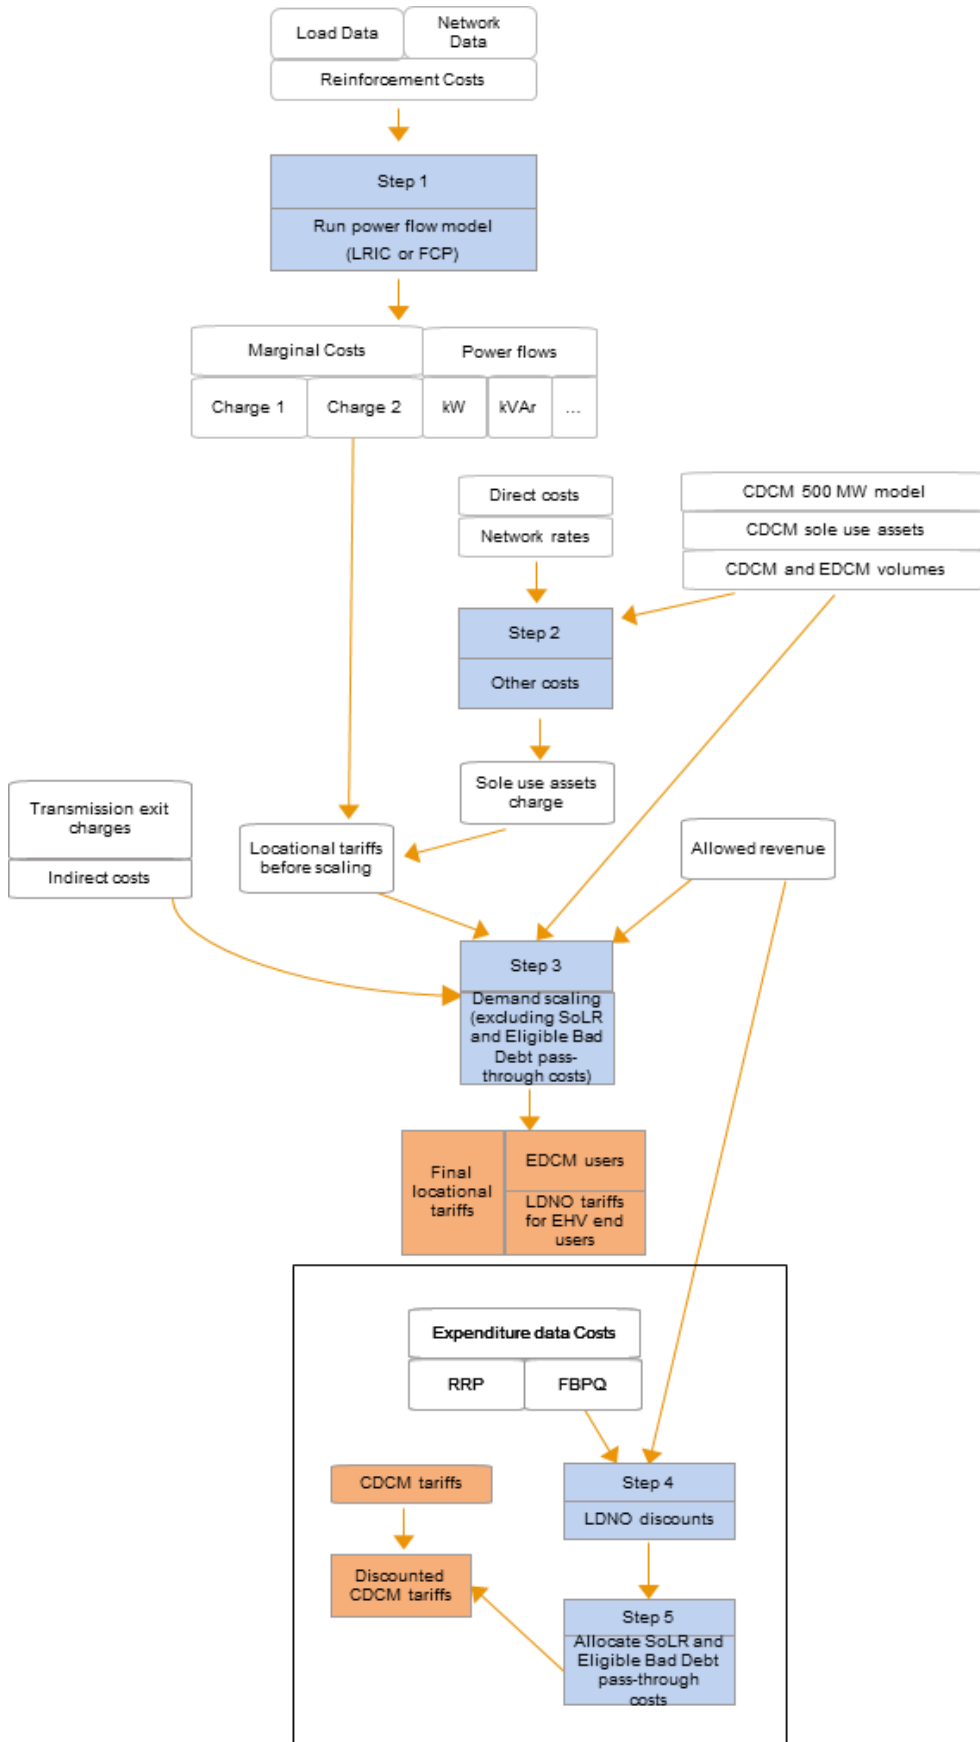 Load Data
Network
Data
Reinforcement Costs
Step 1
Run power flow model
(LRIC or FCP)
Marginal Costs
Power flows
Charge 1
Charge 2
kW
kVAr
...
Direct costs
Network rates
CDCM 500 MW model
CDCM sole use assets
CDCM and EDCM volumes
Step 2
Other costs
Sole use assets
charge
Transmission exit
charges
Indirect costs
Locational tariffs
before scaling
Allowed revenue
Step 3
Demand scaling
(excluding SoLR
and Eligible Bad
Debt pass-
through costs)
Final
locational
tariffs
EDCM users
LDNO tariffs
for EHV end
users
Expenditure data Costs
RRP
FBPQ
CDCM tariffs
Step 4
LDNO discounts
Discounted
CDCM tariffs
Step 5
Allocate SoLR and
Eligible Bad Debt
pass-through
costs